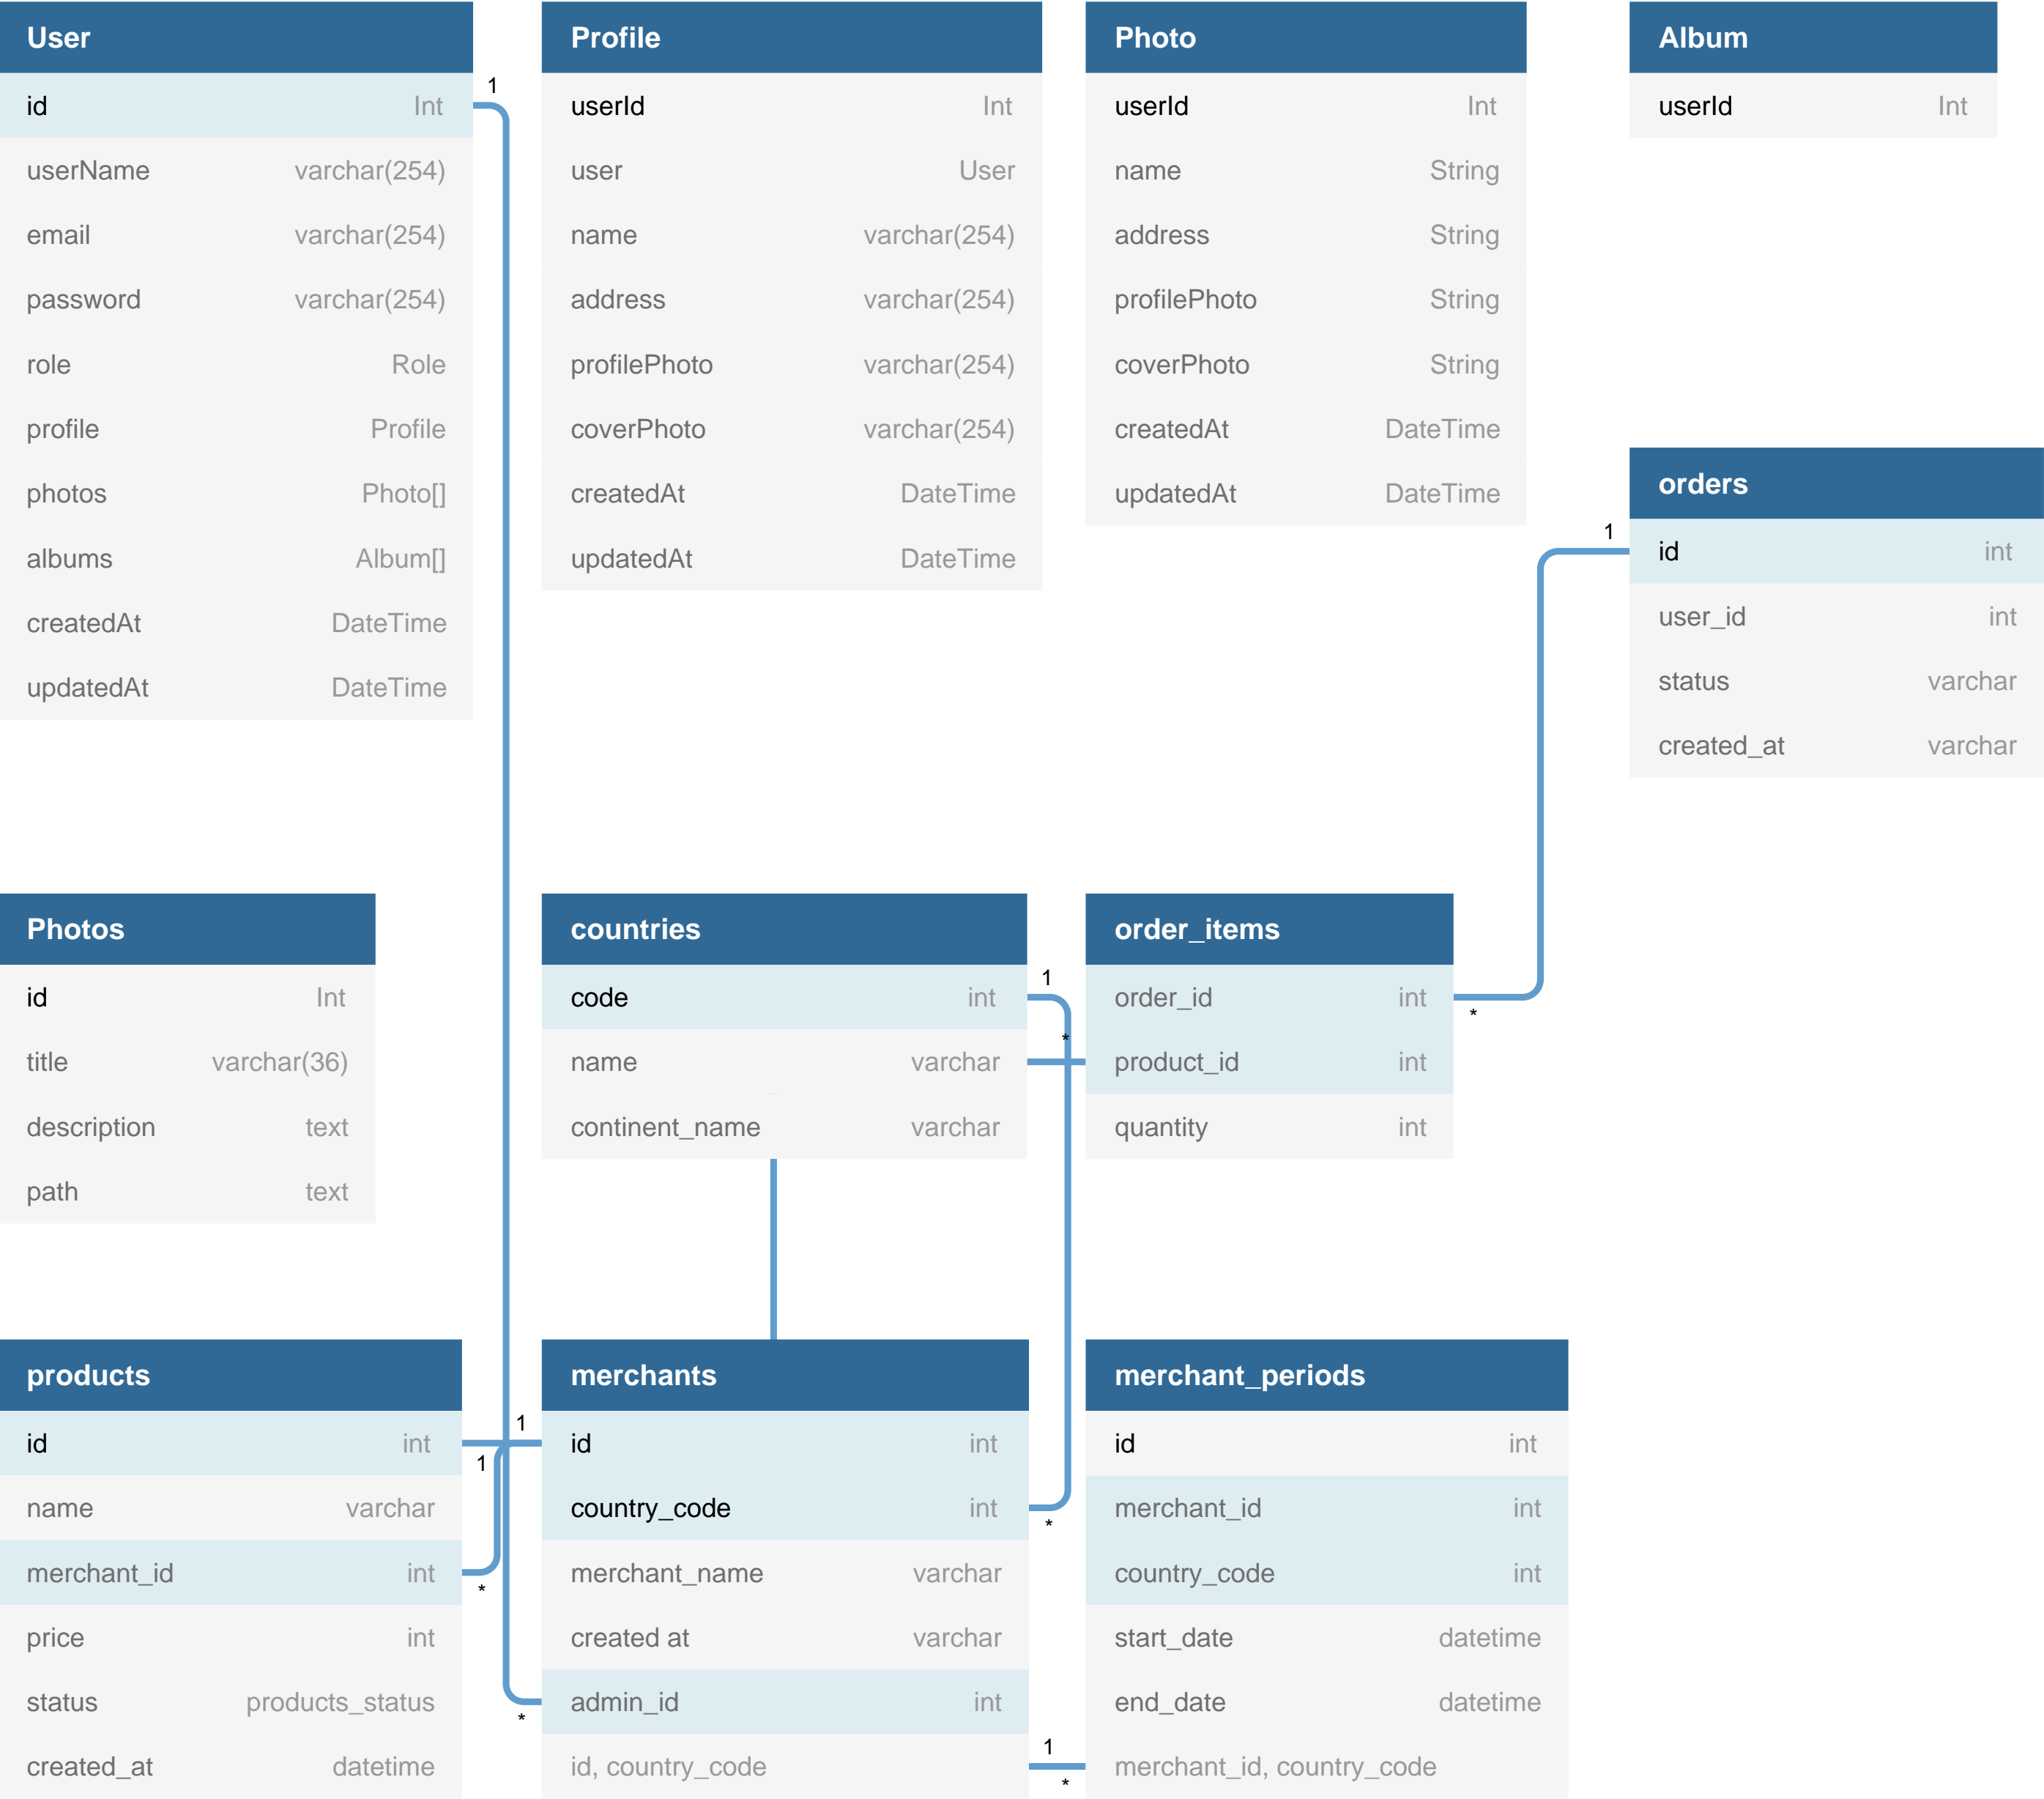 User
id Int
userName varchar(254)
email varchar(254)
password varchar(254)
role Role
profile Profile
photos Photo[]
albums Album[]
createdAt DateTime
updatedAt DateTime
1
Profile
userId Int
user User
name varchar(254)
address varchar(254)
profilePhoto varchar(254)
coverPhoto varchar(254)
createdAt DateTime
updatedAt DateTime
Photo
userId Int
name String
address String
profilePhoto String
coverPhoto String
createdAt DateTime
updatedAt DateTime
Album
userId Int
orders
1
id int
user_id int
status varchar
created_at varchar
Photos
id Int
title varchar(36)
description text
path text
countries
code int
name varchar
continent_name varchar
1
*
order_items
order_id int
product_id int
quantity int
*
products
id int
name varchar
merchant_id int
price int
status products_status
created_at datetime
1
1
*
*
merchants
id int
country_code int
merchant_name varchar
created at varchar
admin_id int
id, country_code
*
1
*
merchant_periods
id int
merchant_id int
country_code int
start_date datetime
end_date datetime
merchant_id, country_code